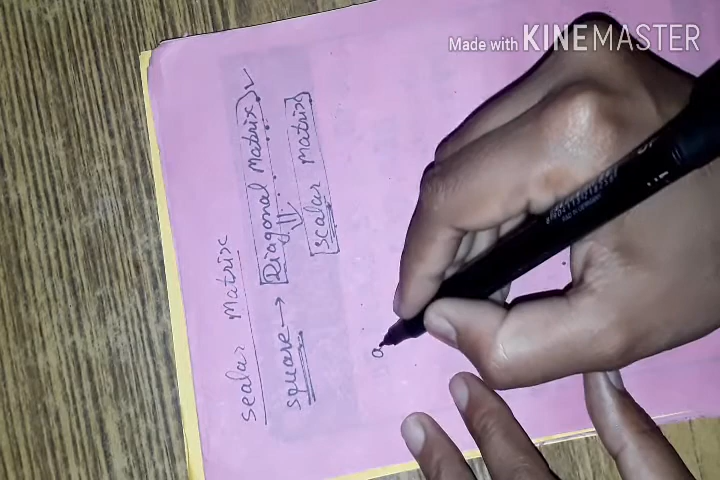 Made with KINEMASTER
scalar Matrix
square → Diagonal Matrix ✓
⇓
scalar Matrix
a